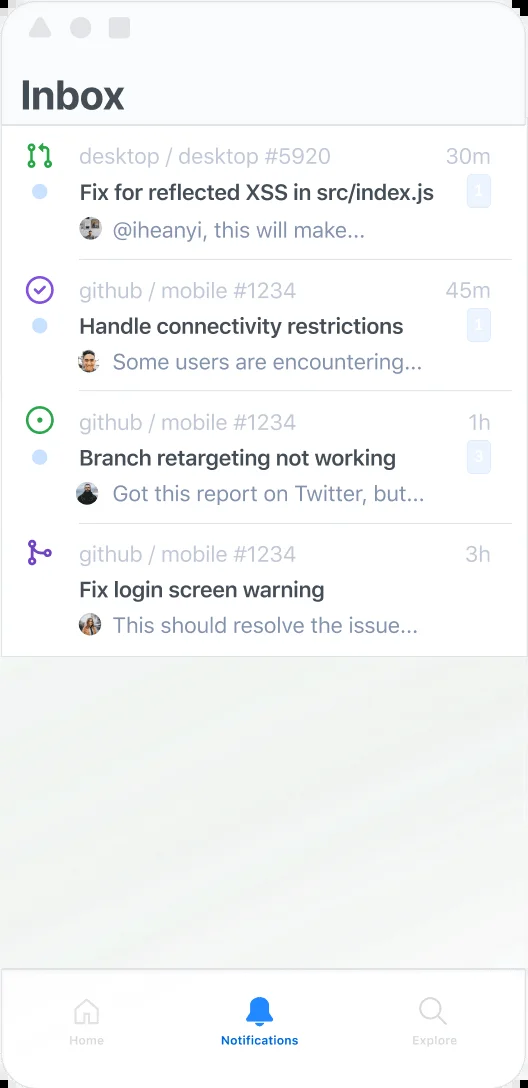 Inbox
desktop / desktop #5920 30m
Fix for reflected XSS in src/index.js 1
@iheanyi, this will make...
github / mobile #1234 45m
Handle connectivity restrictions 1
Some users are encountering...
github / mobile #1234 1h
Branch retargeting not working 3
Got this report on Twitter, but...
github / mobile #1234 3h
Fix login screen warning
This should resolve the issue...
Home Notifications Explore